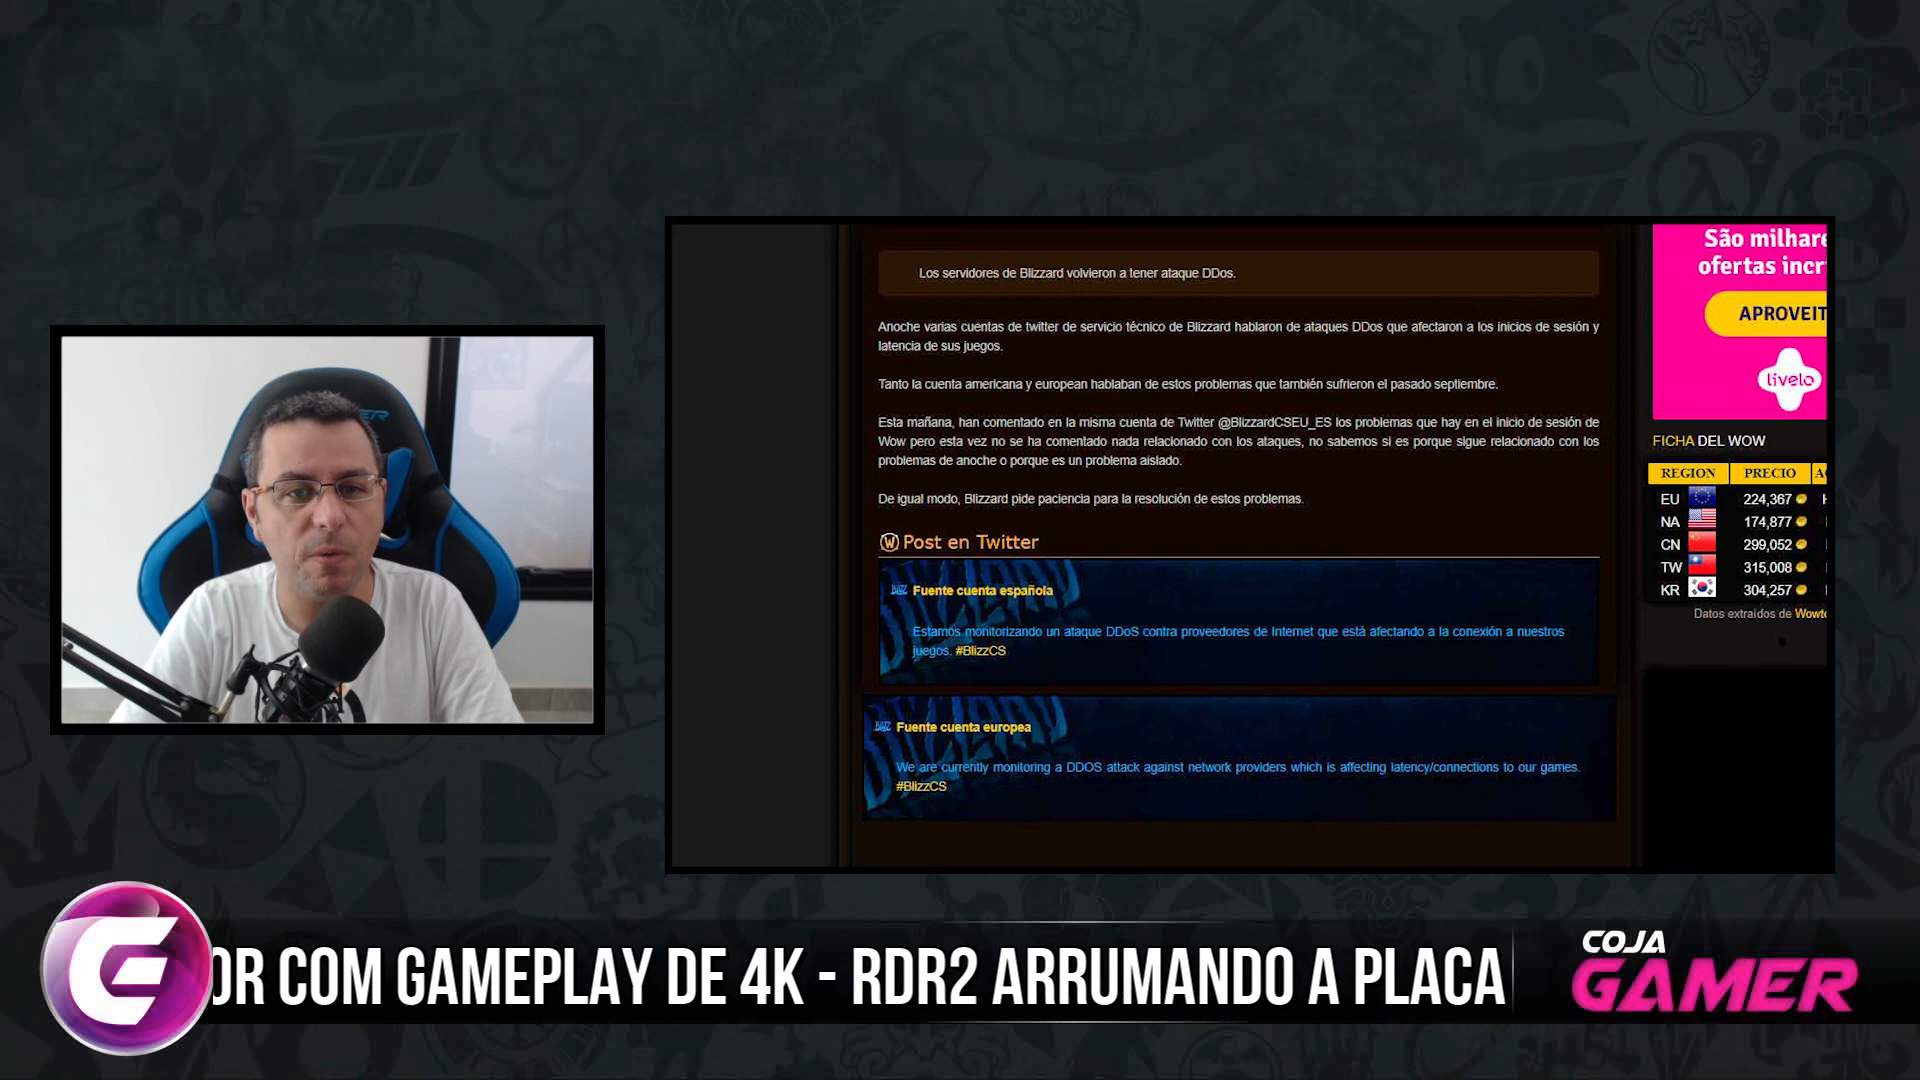 Los servidores de Blizzard volvieron a tener ataque DDos.
Anoche varias cuentas de twitter de servicio técnico de Blizzard hablaron de ataques DDos que afectaron a los inicios de sesión y
latencia de sus juegos.
Tanto la cuenta americana y european hablaban de estos problemas que también sufrieron el pasado septiembre.
Esta mañana, han comentado en la misma cuenta de Twitter @BlizzardCSEU_ES los problemas que hay en el inicio de sesión de
Wow pero esta vez no se ha comentado nada relacionado con los ataques, no sabemos si es porque sigue relacionado con los
problemas de anoche o porque es un problema aislado.
De igual modo, Blizzard pide paciencia para la resolución de estos problemas.
Post en Twitter
Fuente cuenta española
Estamos monitorizando un ataque DDoS contra proveedores de Internet que está afectando a la conexión a nuestros
juegos. #BlizzCS
Fuente cuenta europea
We are currently monitoring a DDOS attack against network providers which is affecting latency/connections to our games.
#BlizzCS
São milhare
ofertas incr
APROVEIT
livelo
FICHA DEL WOW
REGION PRECIO
EU 224,367
NA 174,877
CN 299,052
TW 315,008
KR 304,257
Datos extraídos de Wowto
OR COM GAMEPLAY DE 4K - RDR2 ARRUMANDO A PLACA
COJA
GAMER